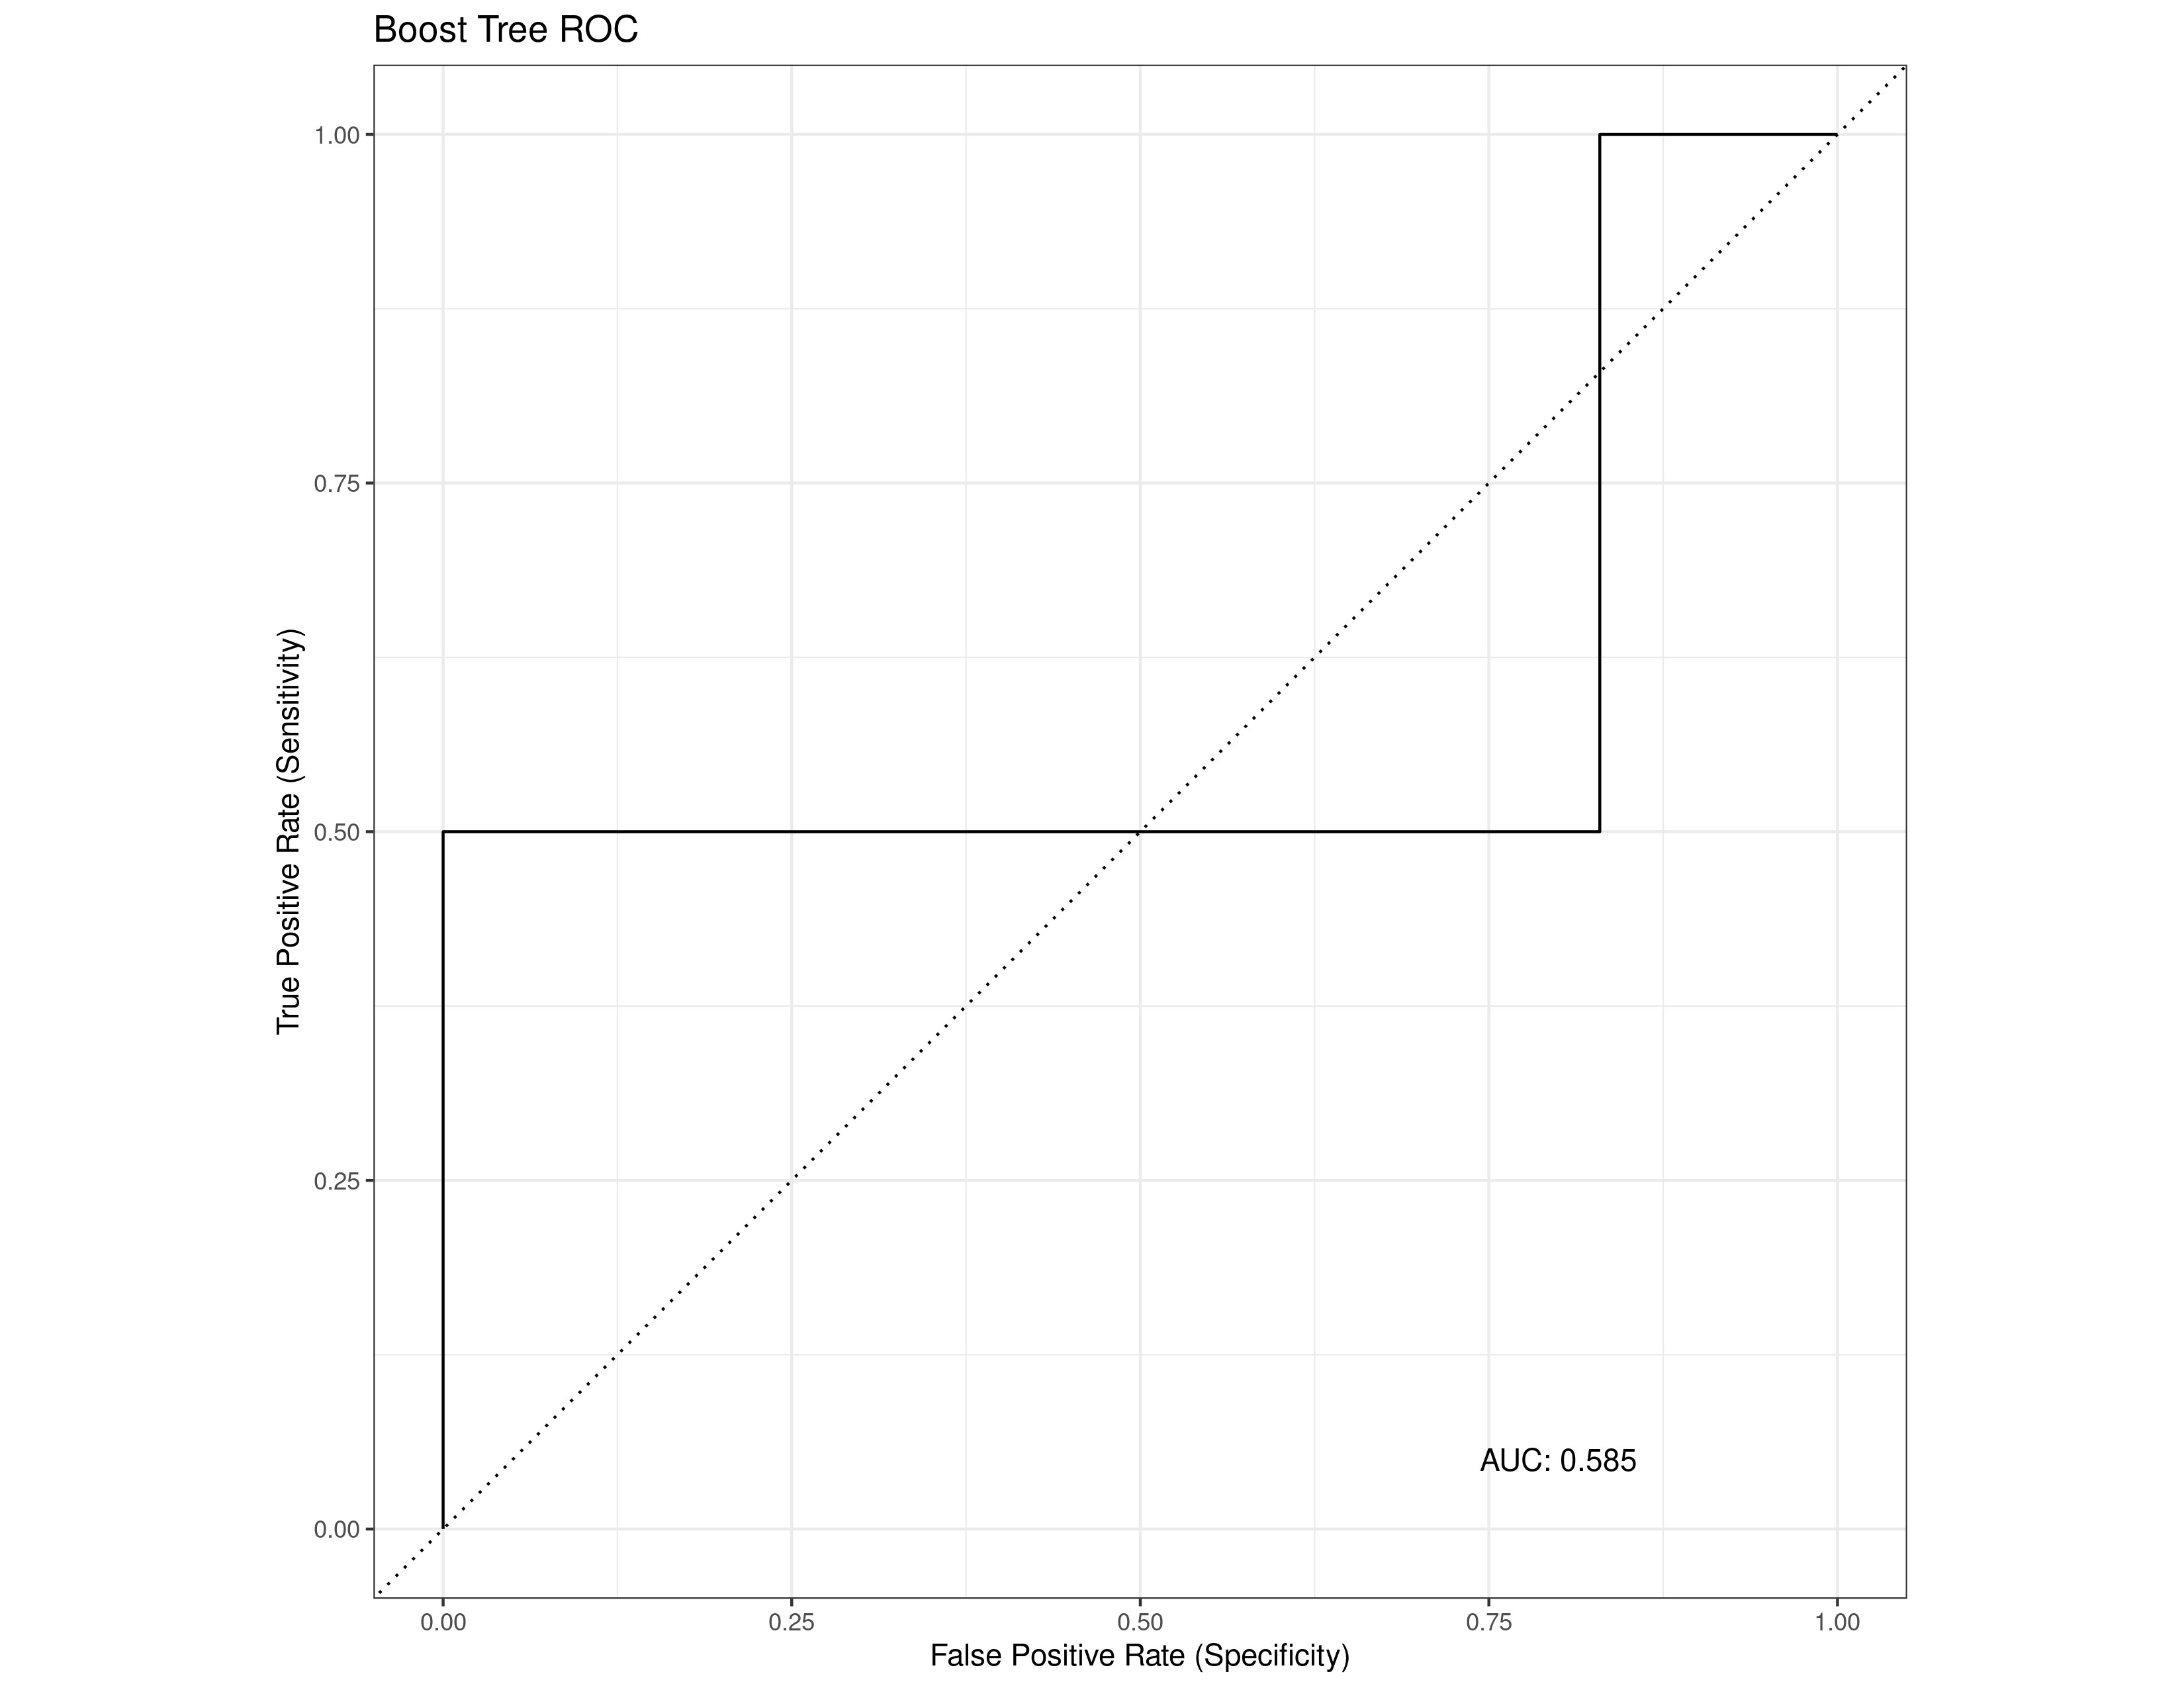 Boost Tree ROC
True Positive Rate (Sensitivity)
1.00
0.75
0.50
0.25
0.00
AUC: 0.585
0.00 0.25 0.50 0.75 1.00
False Positive Rate (Specificity)